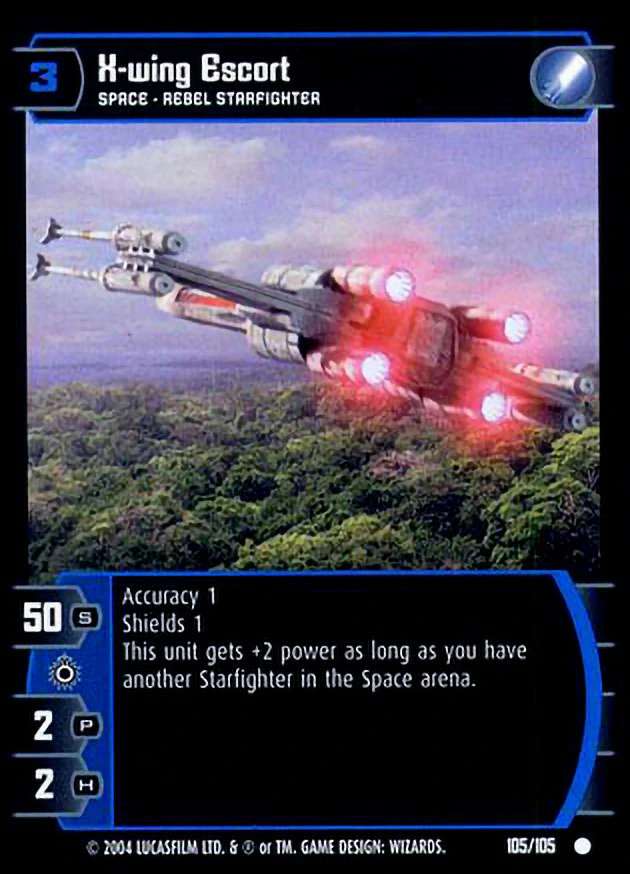 3
X-wing Escort
SPACE - REBEL STARFIGHTER
50 S
2 P
2 H
Accuracy 1
Shields 1
This unit gets +2 power as long as you have
another Starfighter in the Space arena.
© 2004 LUCASFILM LTD. & ® or TM. GAME DESIGN: WIZARDS.
105/105